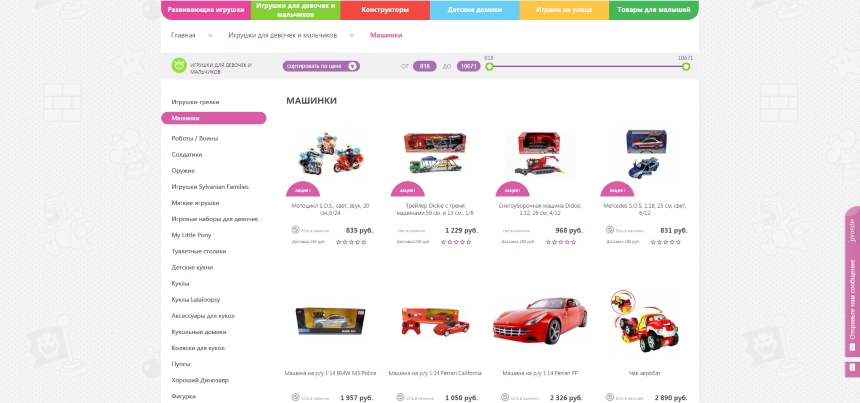 Развивающие игрушки
Игрушки для девочек и
мальчиков
Конструкторы
Детские домики
Играем на улице
Товары для малышей
Главная
Игрушки для девочек и мальчиков
Машинки
ИГРУШКИ ДЛЯ ДЕВОЧЕК И
МАЛЬЧИКОВ
сортировать по цене
ОТ 818 ДО 10671
818
10671
Игрушки-грелки
Машинки
Роботы / Воины
Солдатики
Оружие
Игрушки Sylvanian Families
Мягкие игрушки
Игровые наборы для девочек
My Little Pony
Туалетные столики
Детские кухни
Куклы
Куклы Lalaloopsy
Аксессуары для кукол
Кукольные домики
Коляски для кукол
Пупсы
Хороший Динозавр
Фигурки
МАШИНКИ
АКЦИЯ !
Мотоцикл S.O.S., свет, звук, 20
см,6/24
Есть в наличии
835 руб.
Доставка 350 руб.
АКЦИЯ !
Трейлер Dickie с тремя
машинами,59 см. и 13 см., 1/6
Нет в наличии
1 229 руб.
Доставка 250 руб.
АКЦИЯ !
Снегоуборочная машина Dickie,
1:32, 26 см, 4/12
Нет в наличии
968 руб.
Доставка 250 руб.
АКЦИЯ !
Mercedes S.O.S, 1:18, 25 см, свет,
6/12
Есть в наличии
831 руб.
Доставка 350 руб.
Машина на р/у 1:14 BMW M3 Police
Есть в наличии
1 957 руб.
Машина на р/у 1:24 Ferrari California
Есть в наличии
1 050 руб.
Машина на р/у 1:14 Ferrari FF
Есть в наличии
2 326 руб.
Чак акробат
Есть в наличии
2 890 руб.
Отправьте нам сообщение
jivosite